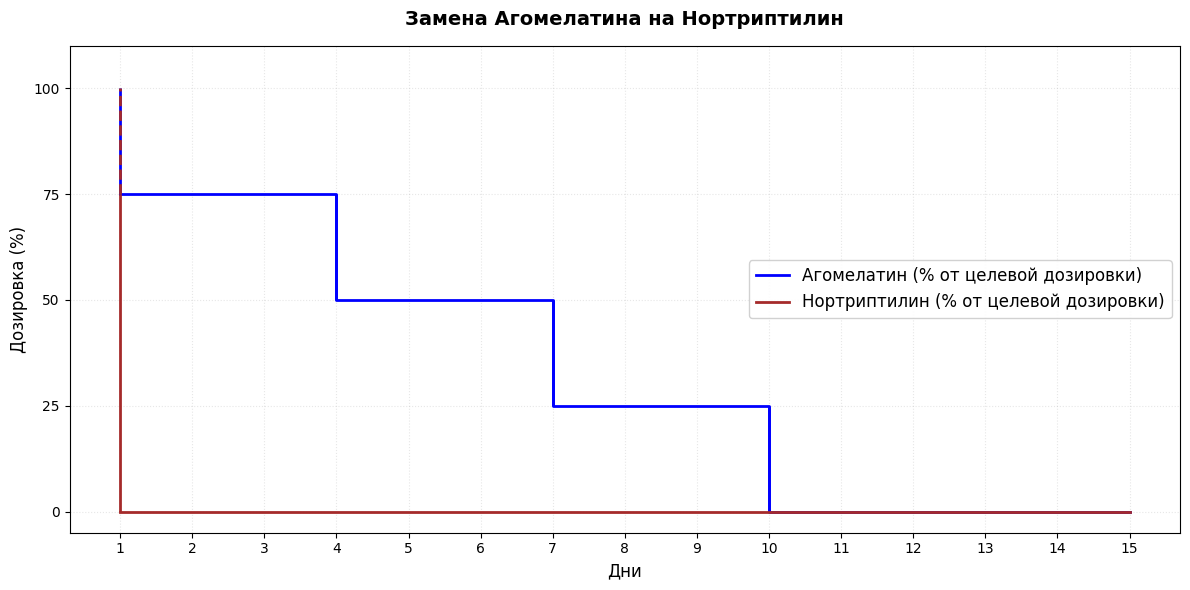 Замена Агомелатина на Нортриптилин
Дозировка (%)
100
75
50
25
0
Агомелатин (% от целевой дозировки)
Нортриптилин (% от целевой дозировки)
1 2 3 4 5 6 7 8 9 10 11 12 13 14 15
Дни